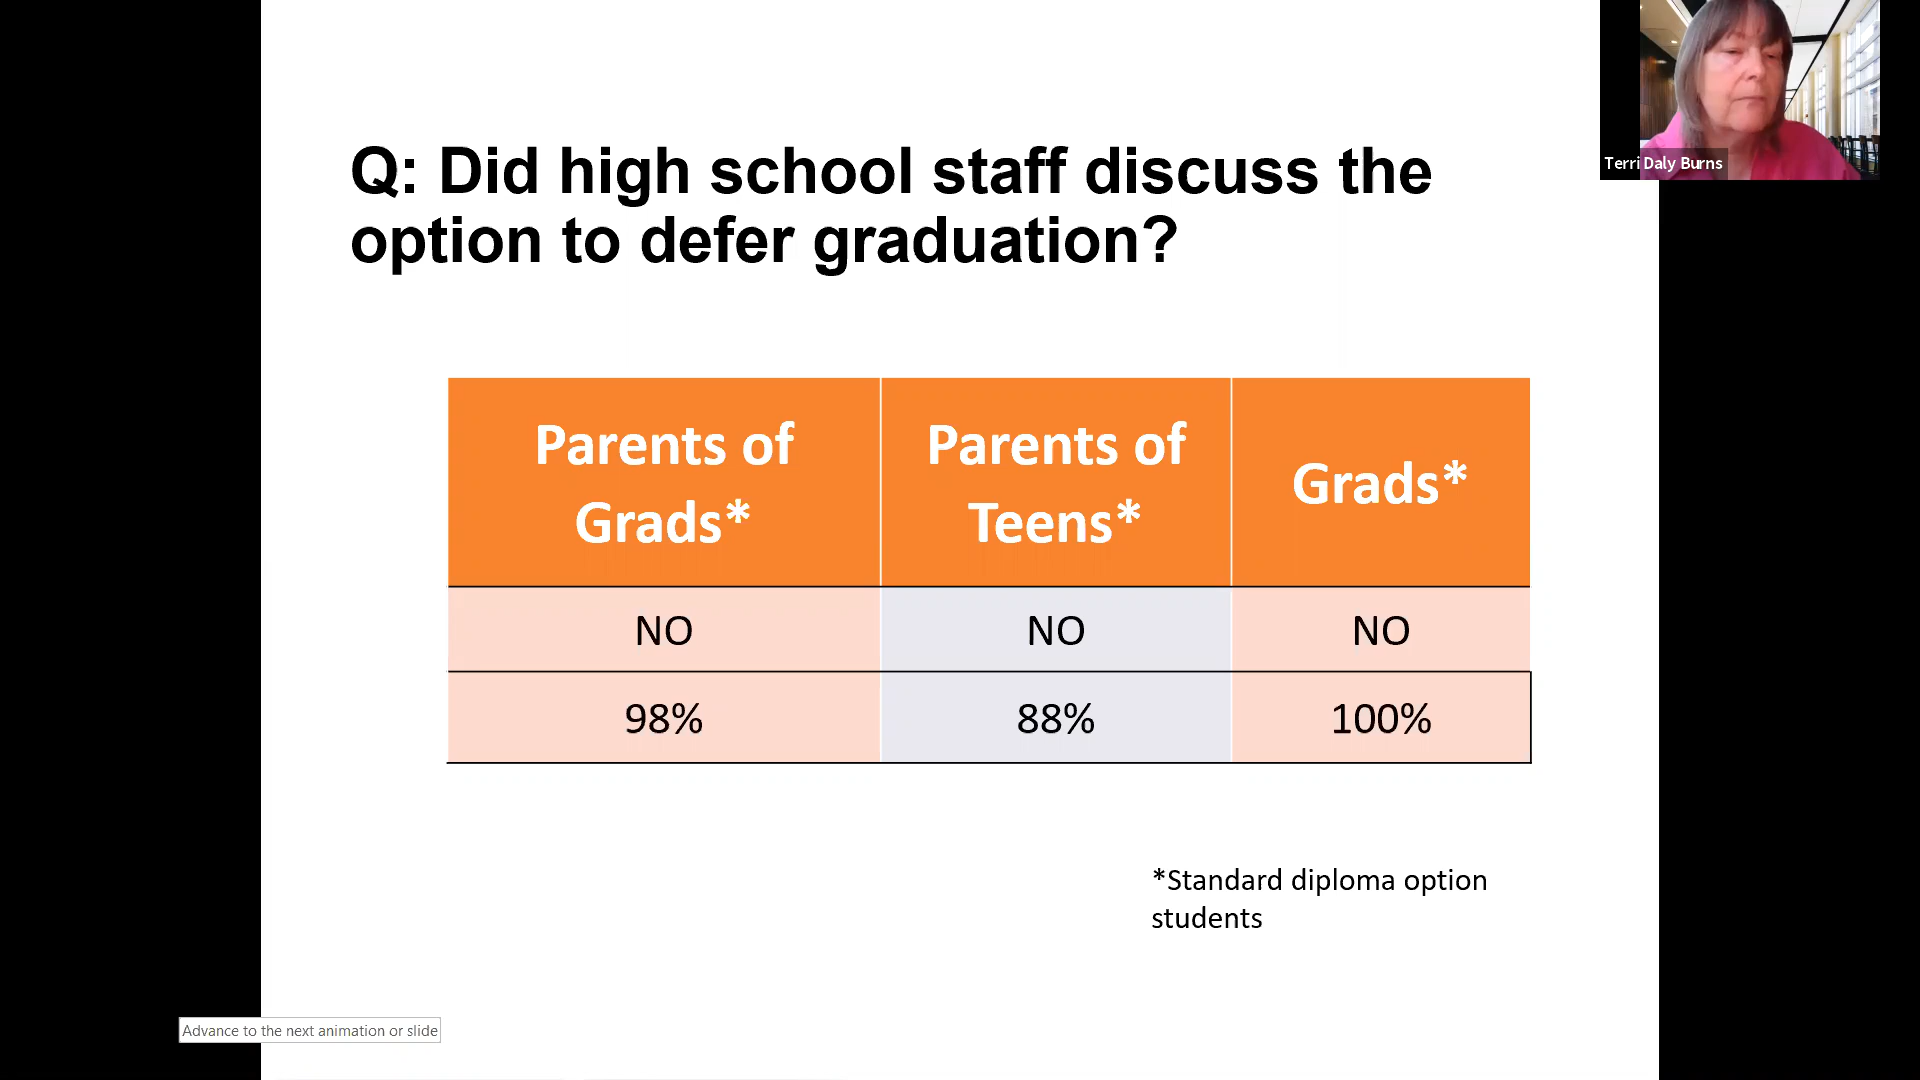 Terri Daly Burns
Q: Did high school staff discuss the
option to defer graduation?
Parents of
Grads*
Parents of
Teens*
Grads*
NO
NO
NO
98%
88%
100%
*Standard diploma option
students
Advance to the next animation or slide